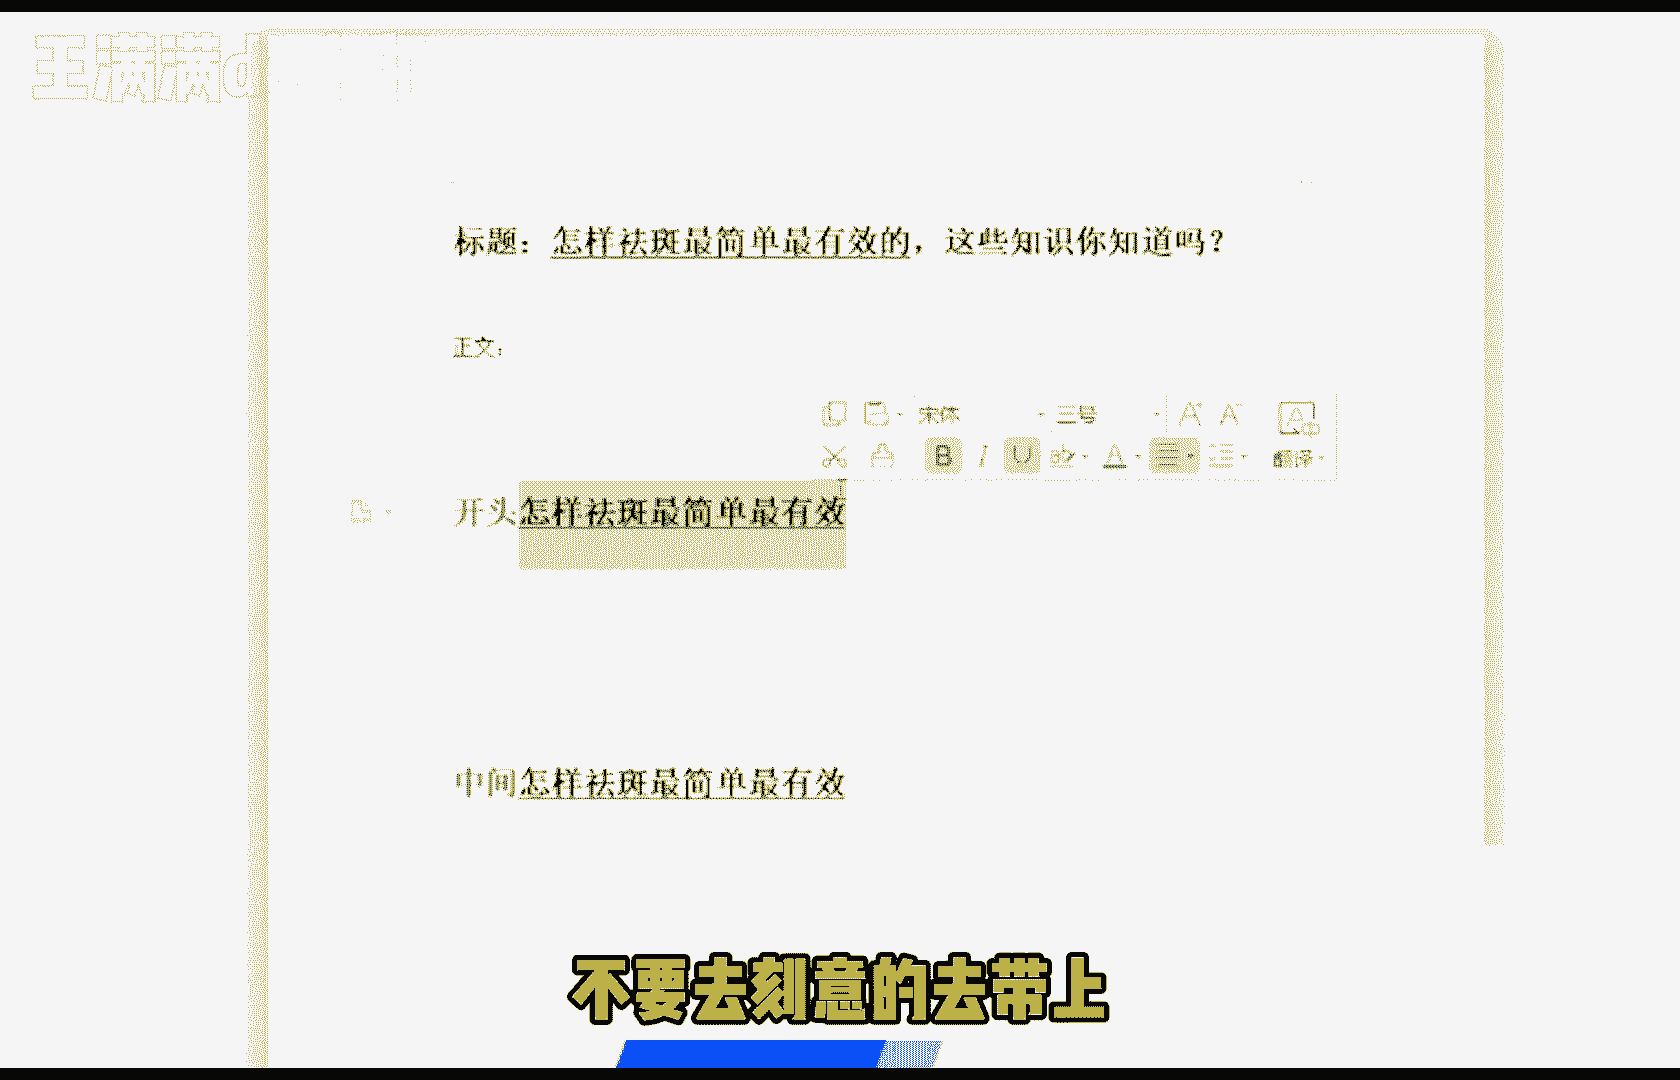 王满满d
标题：怎样祛斑最简单最有效的，这些知识你知道吗？
正文：
宋体 三号 A+ A-
B I U ab A 翻译
开头怎样祛斑最简单最有效
中间怎样祛斑最简单最有效
不要去刻意的去带上